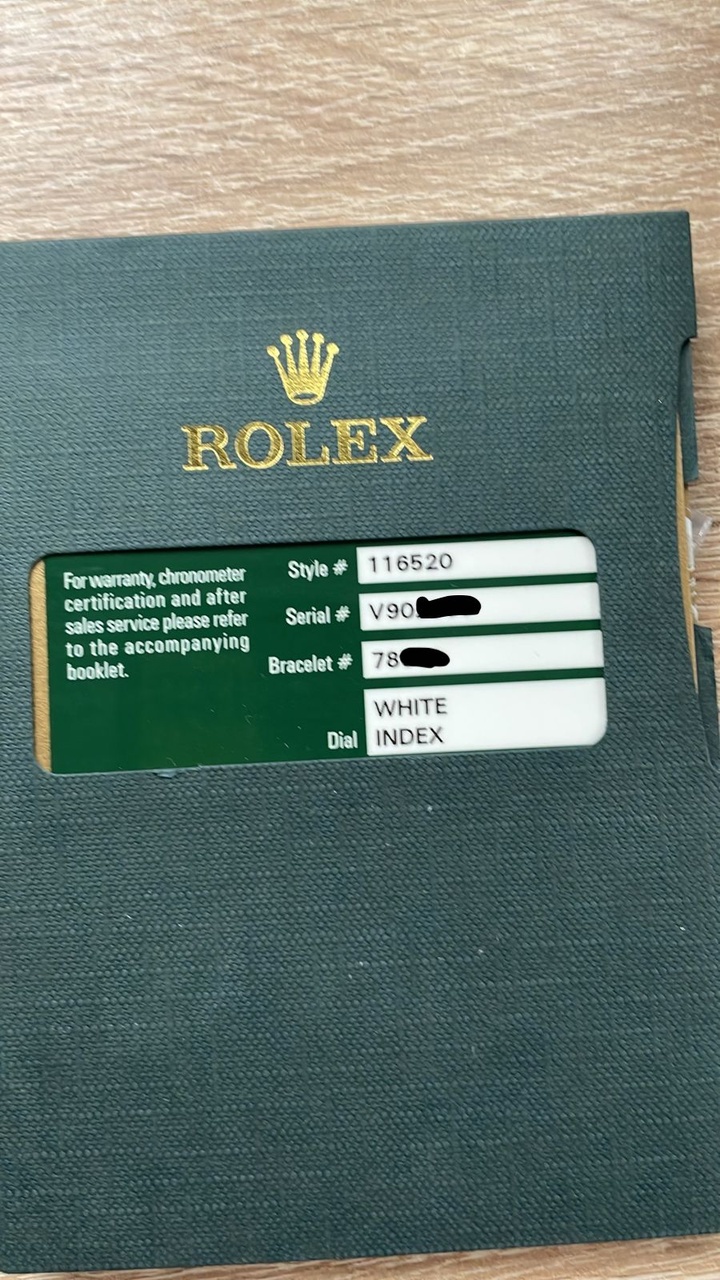 ROLEX
For warranty, chronometer
certification and after
sales service please refer
to the accompanying
booklet.
Style # 116520
Serial # V90
Bracelet # 78
Dial WHITE
INDEX